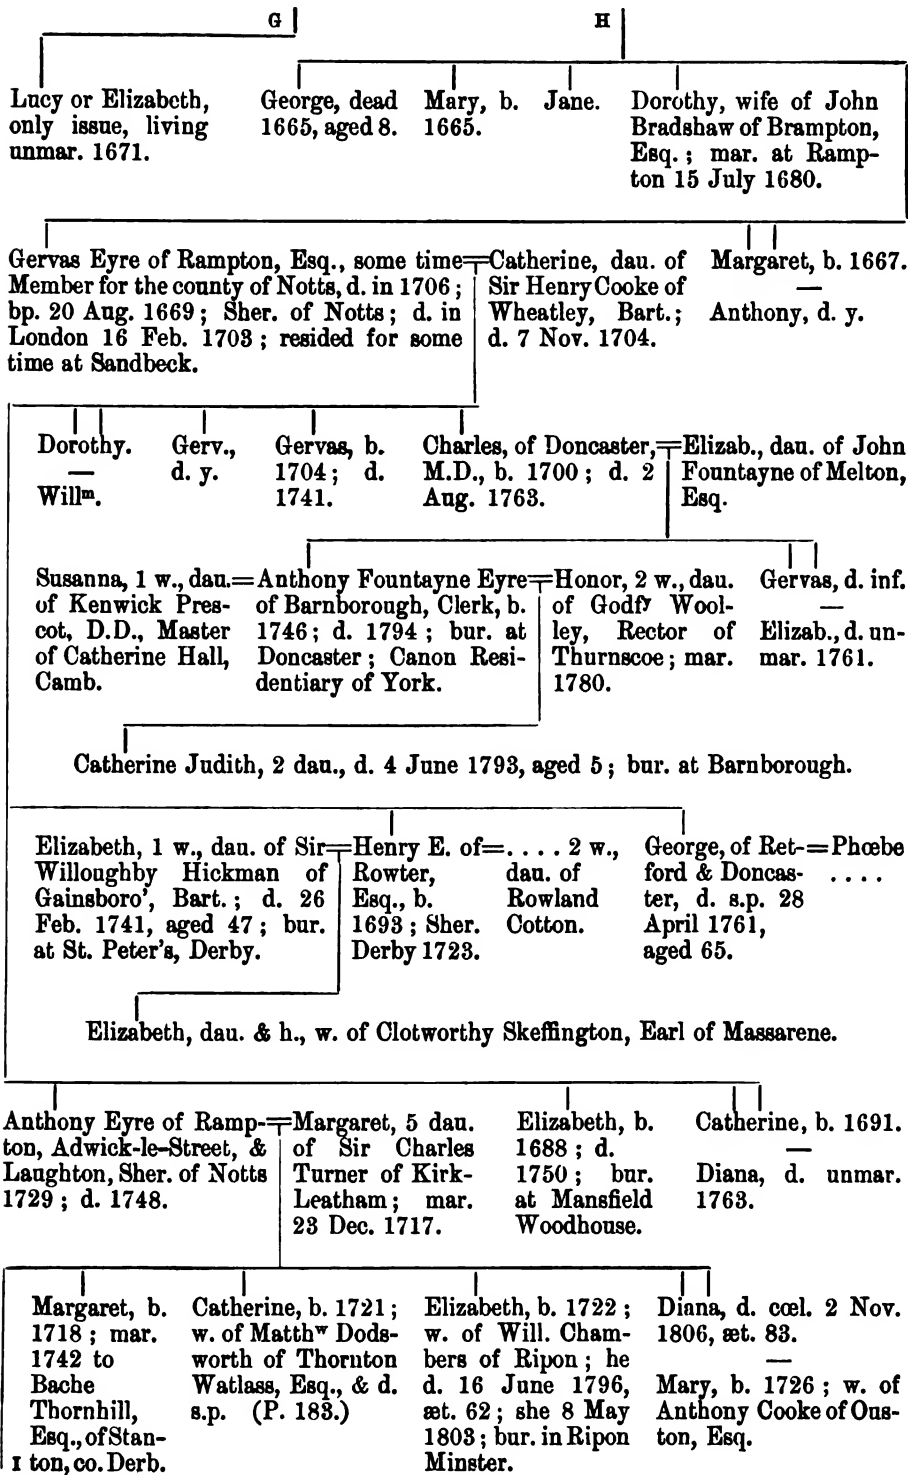 G
H
Lucy or Elizabeth,
only issue, living
unmar. 1671.
George, dead
1665, aged 8.
Mary, b.
1665.
Jane.
Dorothy, wife of John
Bradshaw of Brampton,
Esq.; mar. at Ramp-
ton 15 July 1680.
Gervas Eyre of Rampton, Esq., some time
Member for the county of Notts, d. in 1706;
bp. 20 Aug. 1669; Sher. of Notts; d. in
London 16 Feb. 1703; resided for some
time at Sandbeck.
=Catherine, dau. of
Sir Henry Cooke of
Wheatley, Bart.;
d. 7 Nov. 1704.
Margaret, b. 1667.
—
Anthony, d. y.
Dorothy.
—
Willᵐ.
Gerv.,
d. y.
Gervas, b.
1704; d.
1741.
Charles, of Doncaster,
M.D., b. 1700; d. 2
Aug. 1763.
=Elizab., dau. of John
Fountayne of Melton,
Esq.
Susanna, 1 w., dau.
of Kenwick Pres-
cot, D.D., Master
of Catherine Hall,
Camb.
=Anthony Fountayne Eyre
of Barnborough, Clerk, b.
1746; d. 1794; bur. at
Doncaster; Canon Resi-
dentiary of York.
=Honor, 2 w., dau.
of Godfʸ Wool-
ley, Rector of
Thurnscoe; mar.
1780.
Gervas, d. inf.
—
Elizab., d. un-
mar. 1761.
Catherine Judith, 2 dau., d. 4 June 1793, aged 5; bur. at Barnborough.
Elizabeth, 1 w., dau. of Sir
Willoughby Hickman of
Gainsboro', Bart.; d. 26
Feb. 1741, aged 47; bur.
at St. Peter's, Derby.
=Henry E. of
Rowter,
Esq., b.
1693; Sher.
Derby 1723.
=.... 2 w.,
dau. of
Rowland
Cotton.
George, of Ret-
ford & Doncas-
ter, d. s.p. 28
April 1761,
aged 65.
=Phœbe
....
Elizabeth, dau. & h., w. of Clotworthy Skeffington, Earl of Massarene.
Anthony Eyre of Ramp-
ton, Adwick-le-Street, &
Laughton, Sher. of Notts
1729; d. 1748.
=Margaret, 5 dau.
of Sir Charles
Turner of Kirk-
Leatham; mar.
23 Dec. 1717.
Elizabeth, b.
1688; d.
1750; bur.
at Mansfield
Woodhouse.
Catherine, b. 1691.
—
Diana, d. unmar.
1763.
Margaret, b.
1718; mar.
1742 to
Bache
Thornhill,
Esq., of Stan-
ton, co. Derb.
I
Catherine, b. 1721;
w. of Matthʷ Dods-
worth of Thornton
Watlass, Esq., & d.
s.p. (P. 183.)
Elizabeth, b. 1722;
w. of Will. Cham-
bers of Ripon; he
d. 16 June 1796,
æt. 62; she 8 May
1803; bur. in Ripon
Minster.
Diana, d. cœl. 2 Nov.
1806, æt. 83.
—
Mary, b. 1726; w. of
Anthony Cooke of Ous-
ton, Esq.